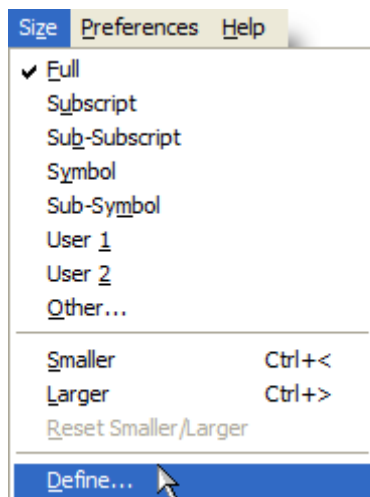 Size Preferences Help
Full
Subscript
Sub-Subscript
Symbol
Sub-Symbol
User 1
User 2
Other...
Smaller Ctrl+<
Larger Ctrl+>
Reset Smaller/Larger
Define...